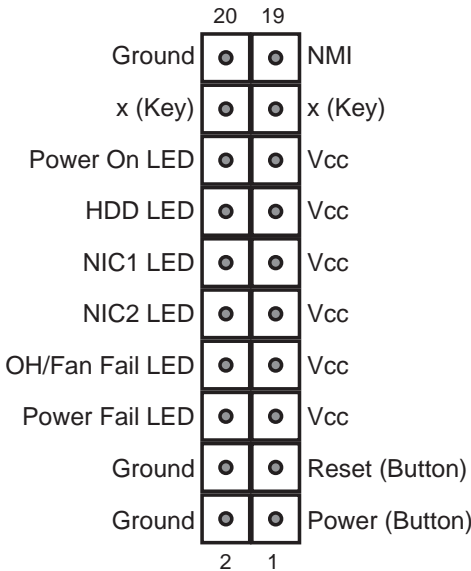 20 19
Ground NMI
x (Key) x (Key)
Power On LED Vcc
HDD LED Vcc
NIC1 LED Vcc
NIC2 LED Vcc
OH/Fan Fail LED Vcc
Power Fail LED Vcc
Ground Reset (Button)
Ground Power (Button)
2 1